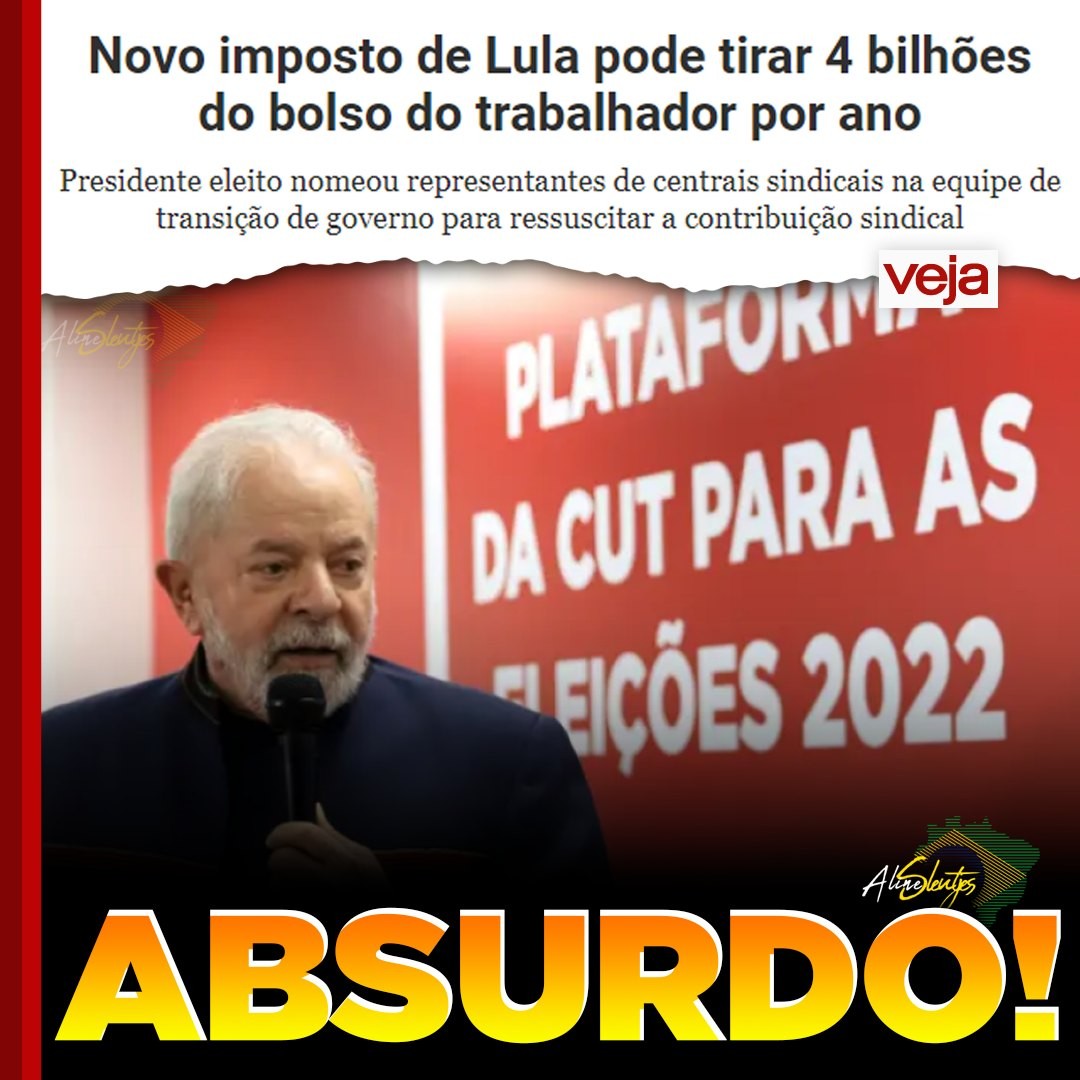 Novo imposto de Lula pode tirar 4 bilhões
do bolso do trabalhador por ano
Presidente eleito nomeou representantes de centrais sindicais na equipe de
transição de governo para ressuscitar a contribuição sindical
veja
AlineSleutjes
PLATAFORMA
DA CUT PARA AS
ELEIÇÕES 2022
AlineSleutjes
ABSURDO!